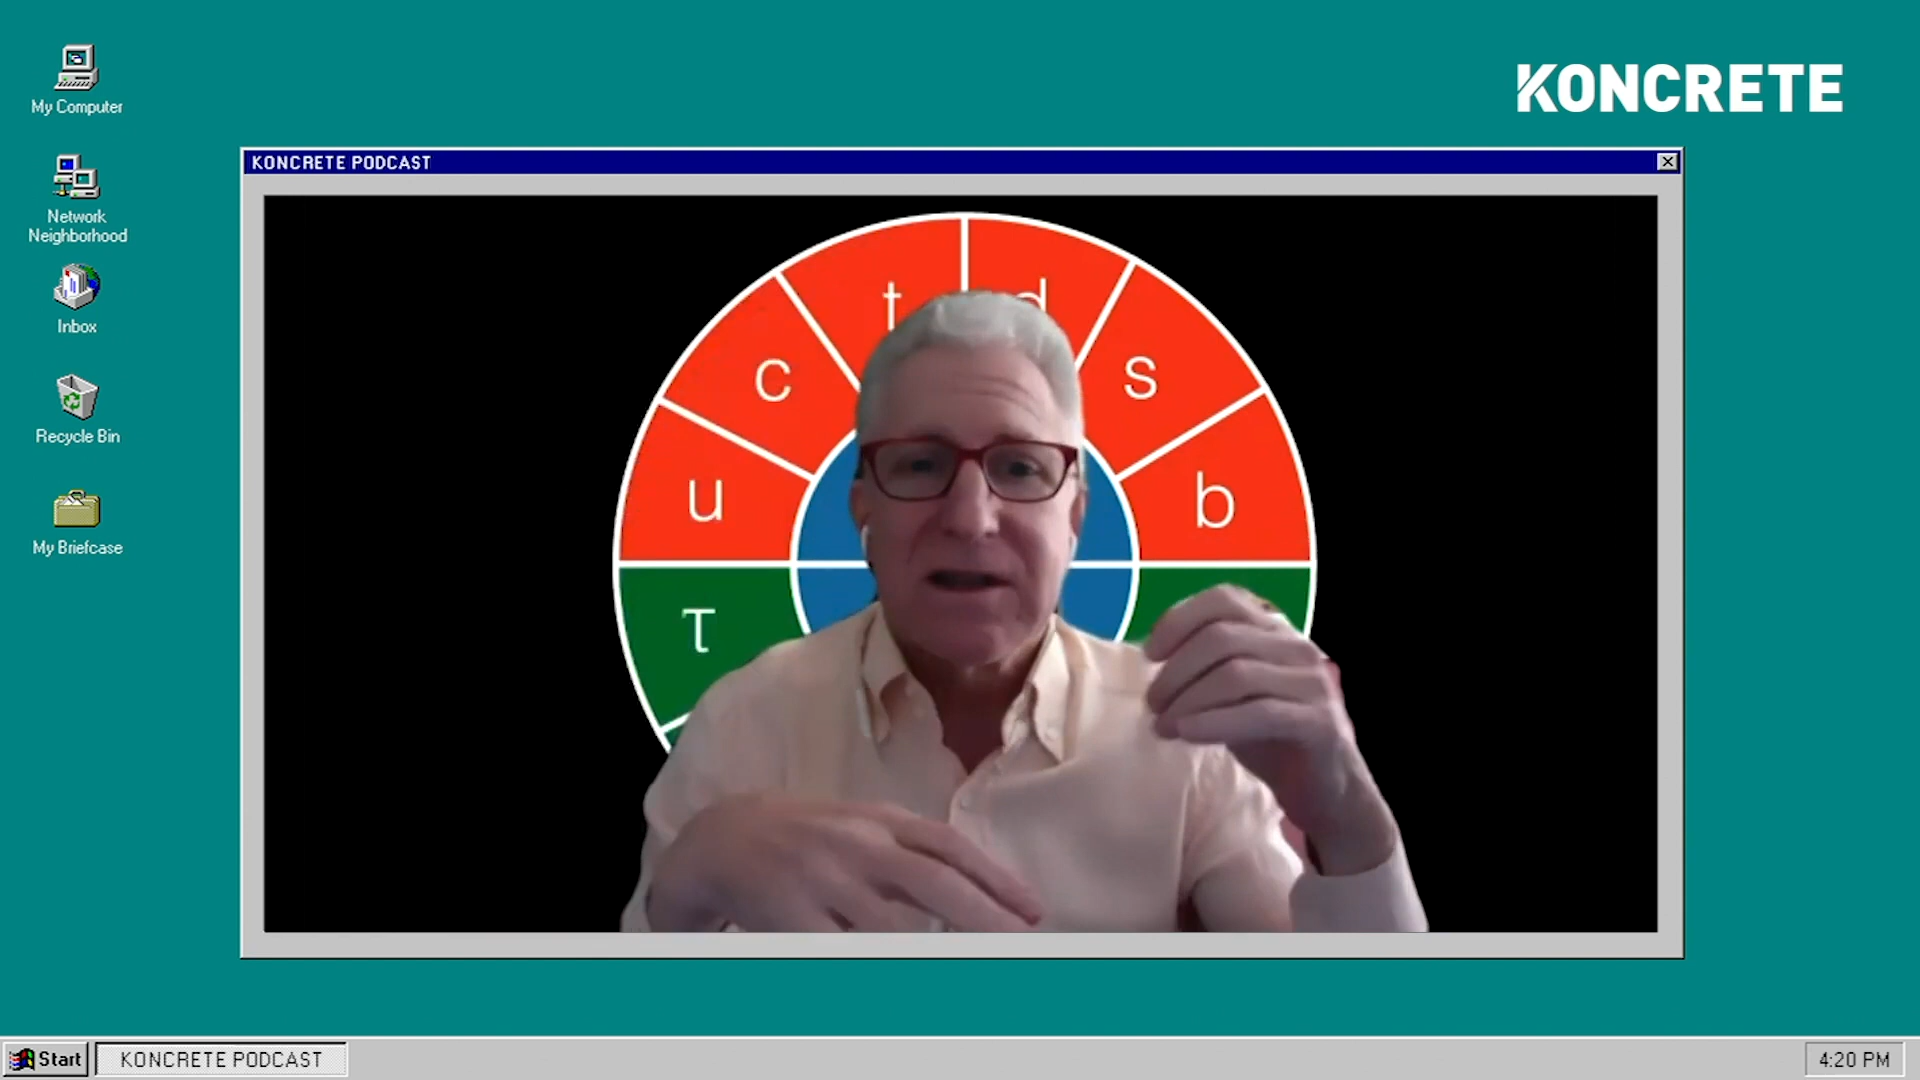 My Computer
Network
Neighborhood
Inbox
Recycle Bin
My Briefcase
KONCRETE
KONCRETE PODCAST
t
d
c
s
u
b
τ
Start
KONCRETE PODCAST
4:20 PM